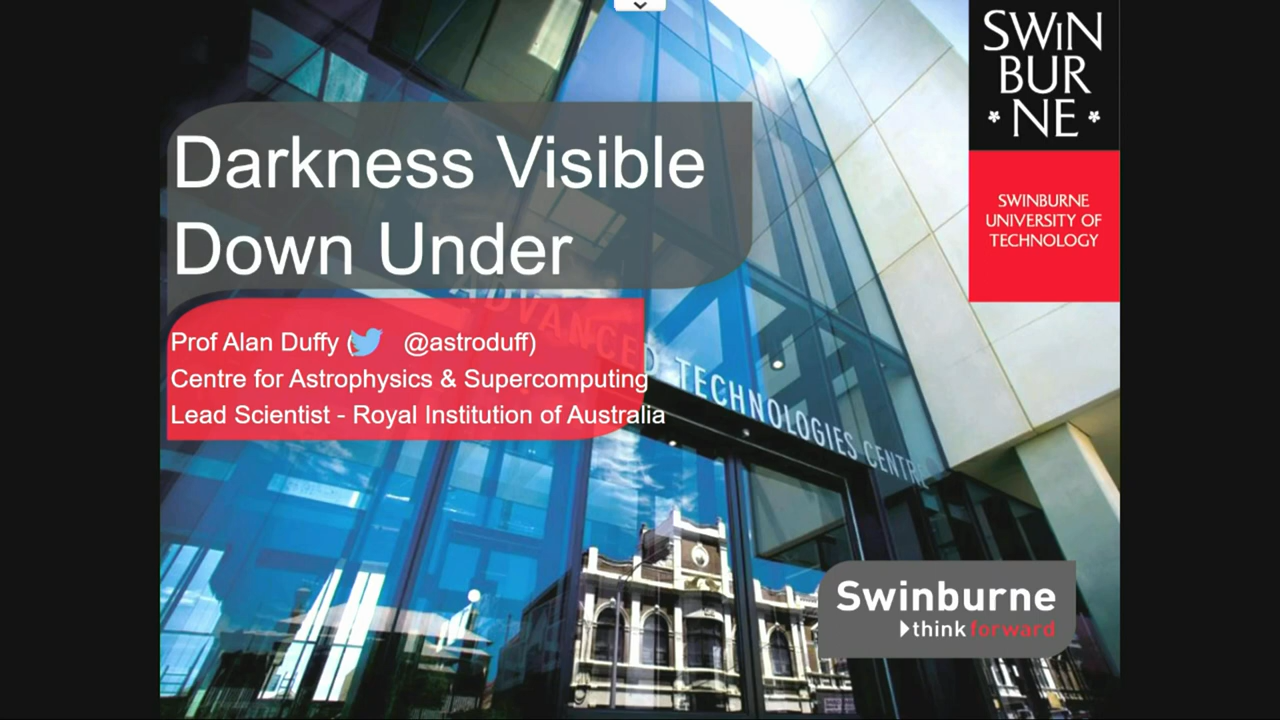 Darkness Visible
Down Under
Prof Alan Duffy ( @astroduff)
Centre for Astrophysics & Supercomputing
Lead Scientist - Royal Institution of Australia
ADVANCED TECHNOLOGIES CENTRE
SWIN
BUR
NE
SWINBURNE
UNIVERSITY OF
TECHNOLOGY
Swinburne
think forward